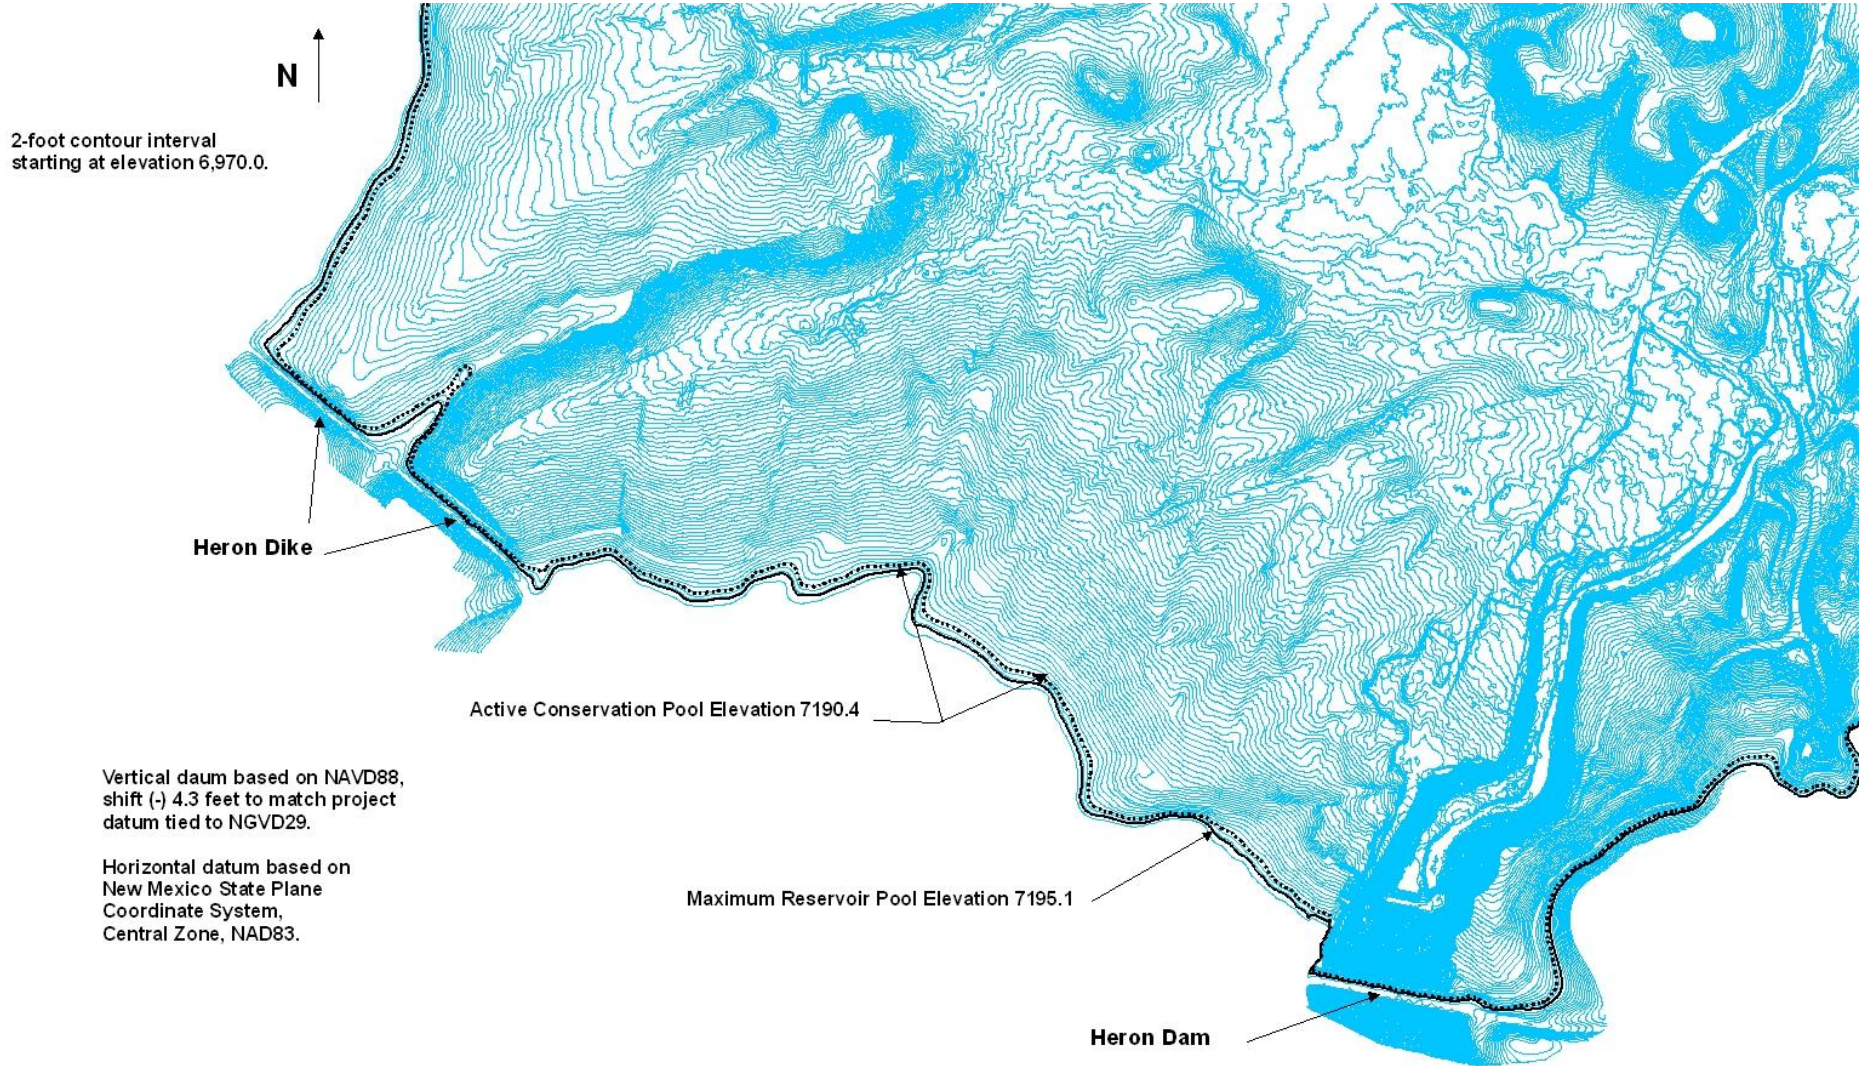 N
2-foot contour interval
starting at elevation 6,970.0.
Heron Dike
Active Conservation Pool Elevation 7190.4
Vertical daum based on NAVD88,
shift (-) 4.3 feet to match project
datum tied to NGVD29.
Horizontal datum based on
New Mexico State Plane
Coordinate System,
Central Zone, NAD83.
Maximum Reservoir Pool Elevation 7195.1
Heron Dam